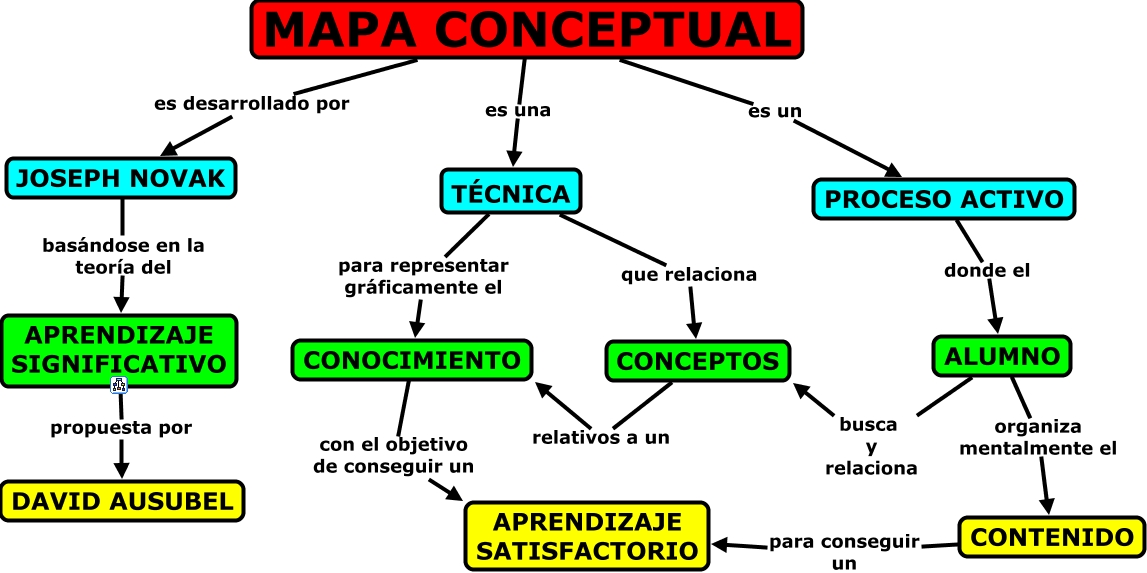 MAPA CONCEPTUAL
es desarrollado por
es una
es un
JOSEPH NOVAK
TÉCNICA
PROCESO ACTIVO
basándose en la
teoría del
para representar
gráficamente el
que relaciona
donde el
APRENDIZAJE
SIGNIFICATIVO
CONOCIMIENTO
CONCEPTOS
ALUMNO
propuesta por
con el objetivo
de conseguir un
relativos a un
busca
y
relaciona
organiza
mentalmente el
DAVID AUSUBEL
APRENDIZAJE
SATISFACTORIO
para conseguir
un
CONTENIDO